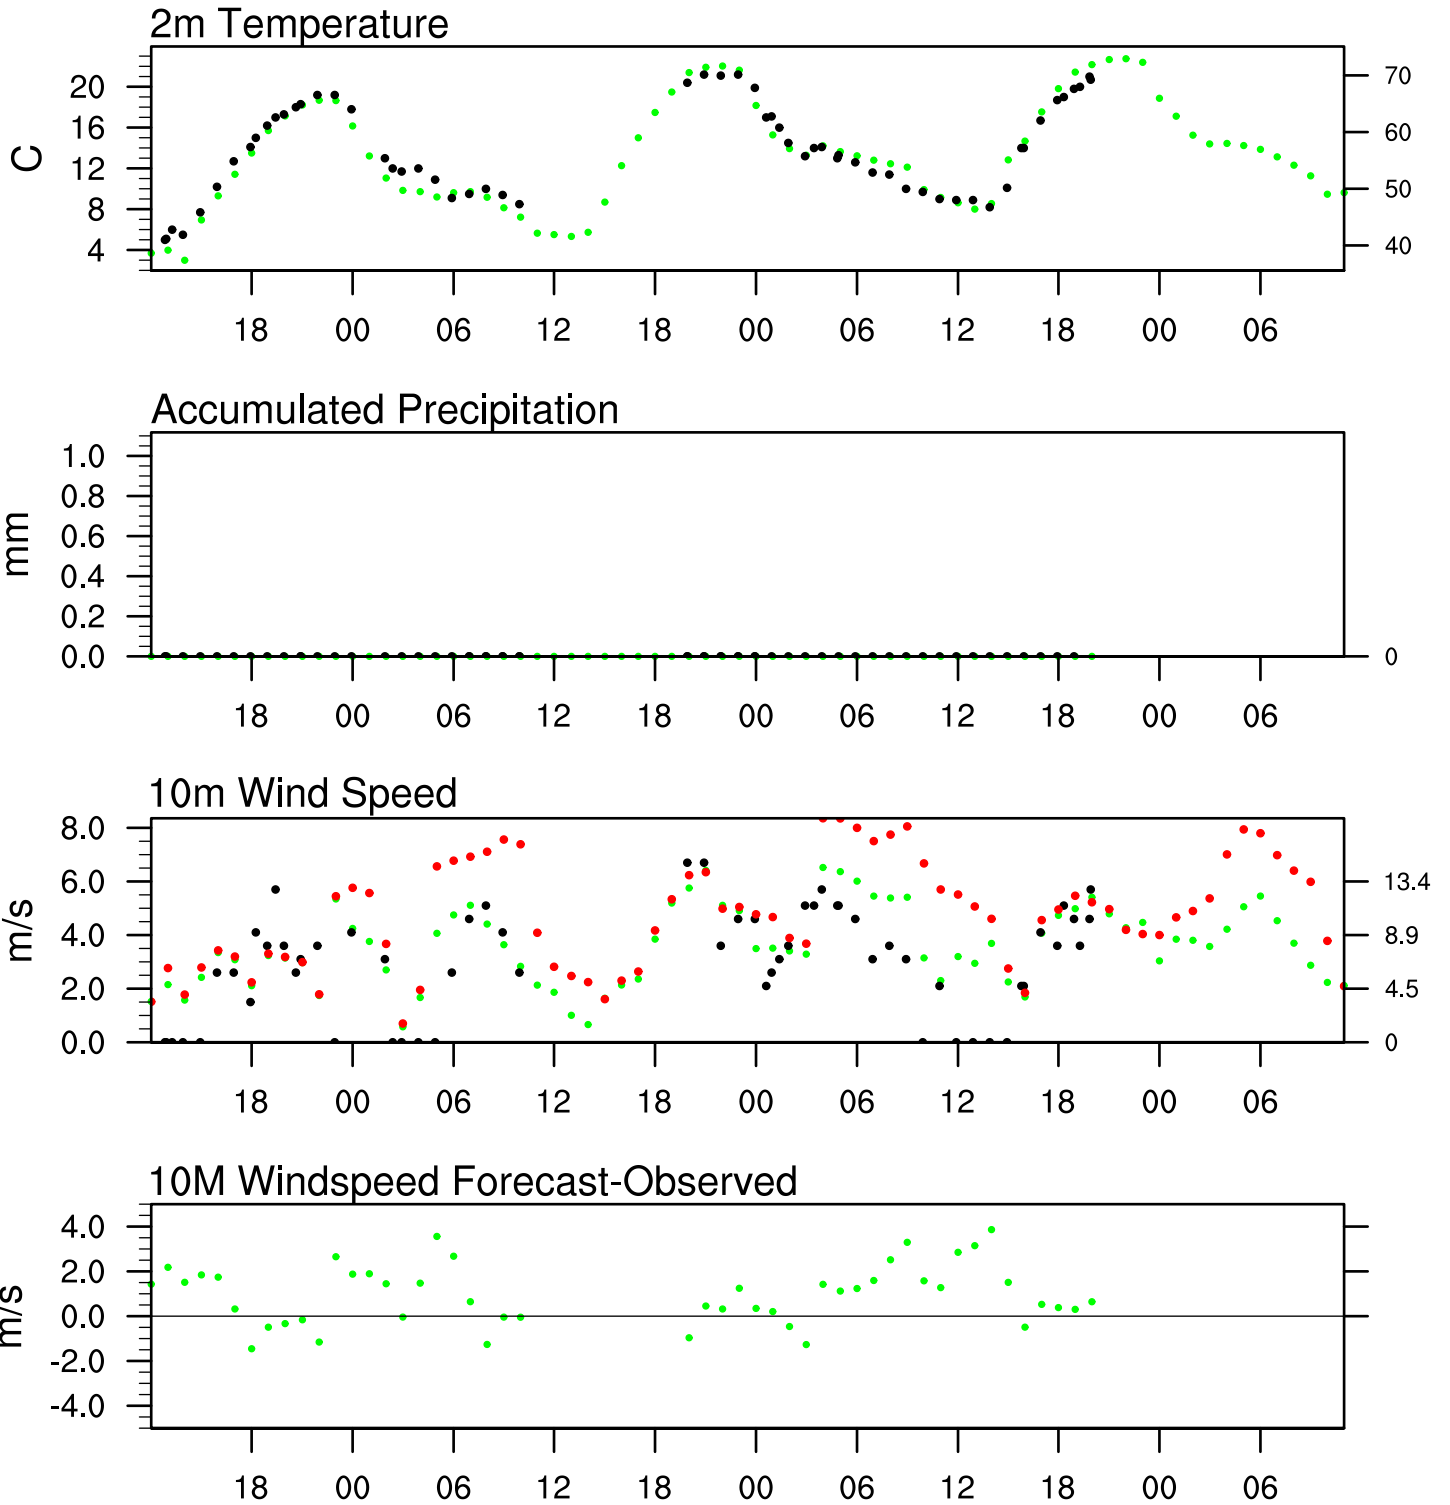 2m Temperature
C
20
16
12
8
4
70
60
50
40
18 00 06 12 18 00 06 12 18 00 06
Accumulated Precipitation
mm
1.0
0.8
0.6
0.4
0.2
0.0
0
18 00 06 12 18 00 06 12 18 00 06
10m Wind Speed
m/s
8.0
6.0
4.0
2.0
0.0
13.4
8.9
4.5
0
18 00 06 12 18 00 06 12 18 00 06
10M Windspeed Forecast-Observed
m/s
4.0
2.0
0.0
-2.0
-4.0
18 00 06 12 18 00 06 12 18 00 06